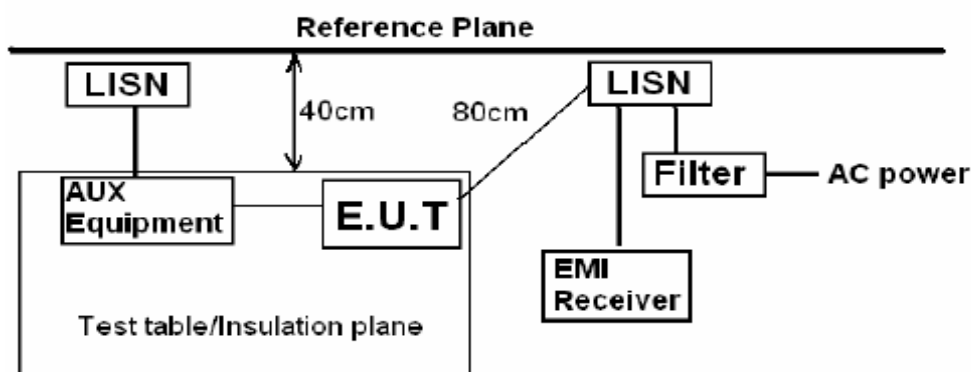 Reference Plane
LISN
40cm
80cm
LISN
AUX
Equipment
E.U.T
Filter
AC power
EMI
Receiver
Test table/Insulation plane